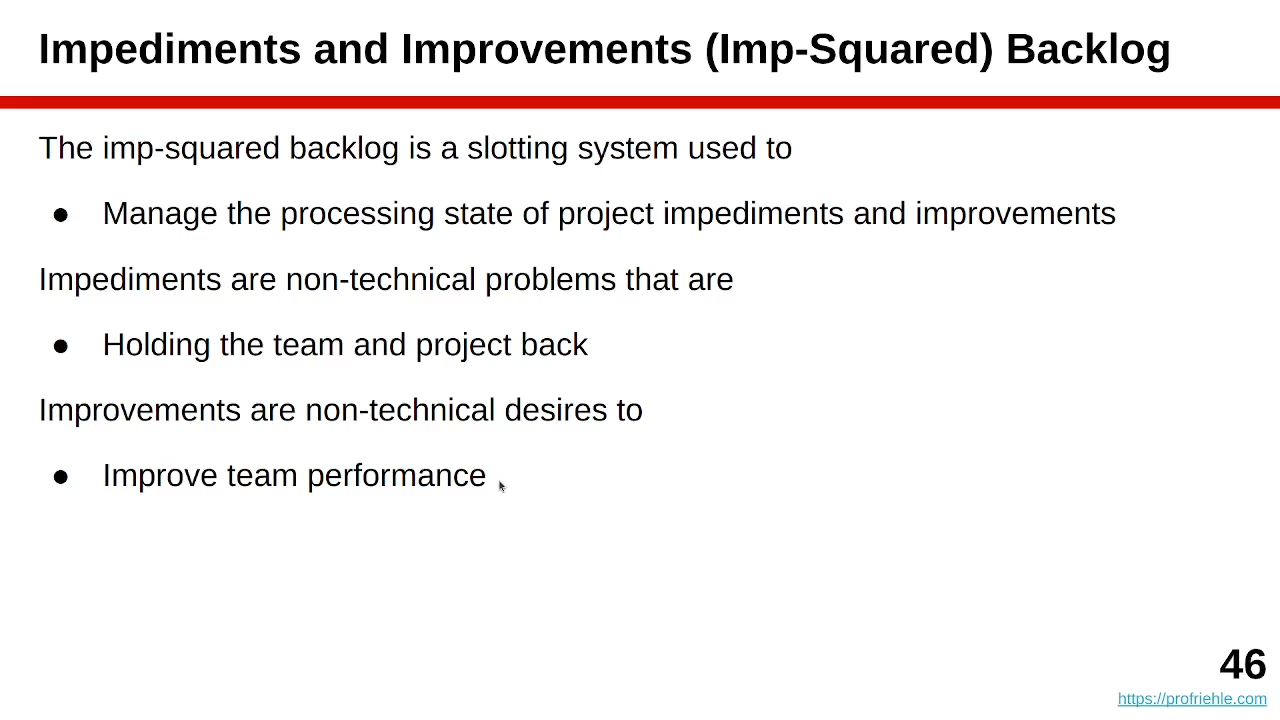 Impediments and Improvements (Imp-Squared) Backlog
The imp-squared backlog is a slotting system used to
● Manage the processing state of project impediments and improvements
Impediments are non-technical problems that are
● Holding the team and project back
Improvements are non-technical desires to
● Improve team performance
46
https://profriehle.com